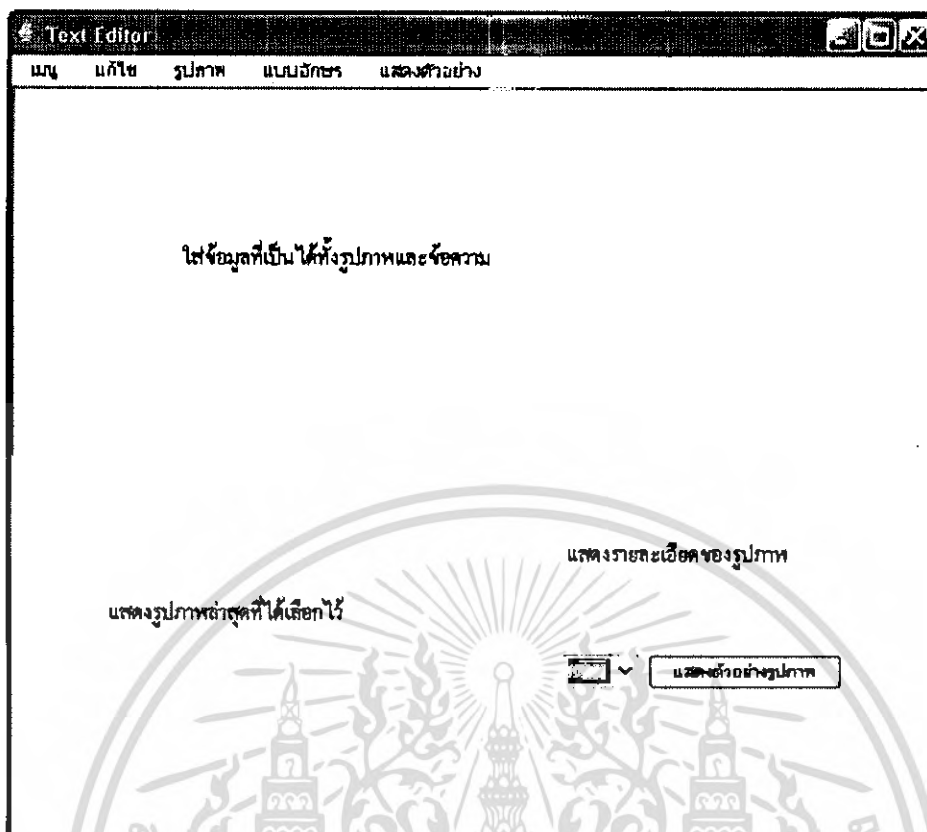 Text Editor
เมนู แก้ไข รูปภาพ แบบอักษร แสดงตัวอย่าง
ใส่ข้อมูลที่เป็นได้ทั้งรูปภาพและข้อความ
แสดงรายละเอียดของรูปภาพ
แสดงรูปภาพล่าสุดที่ได้เลือกไว้
แสดงตัวอย่างรูปภาพ